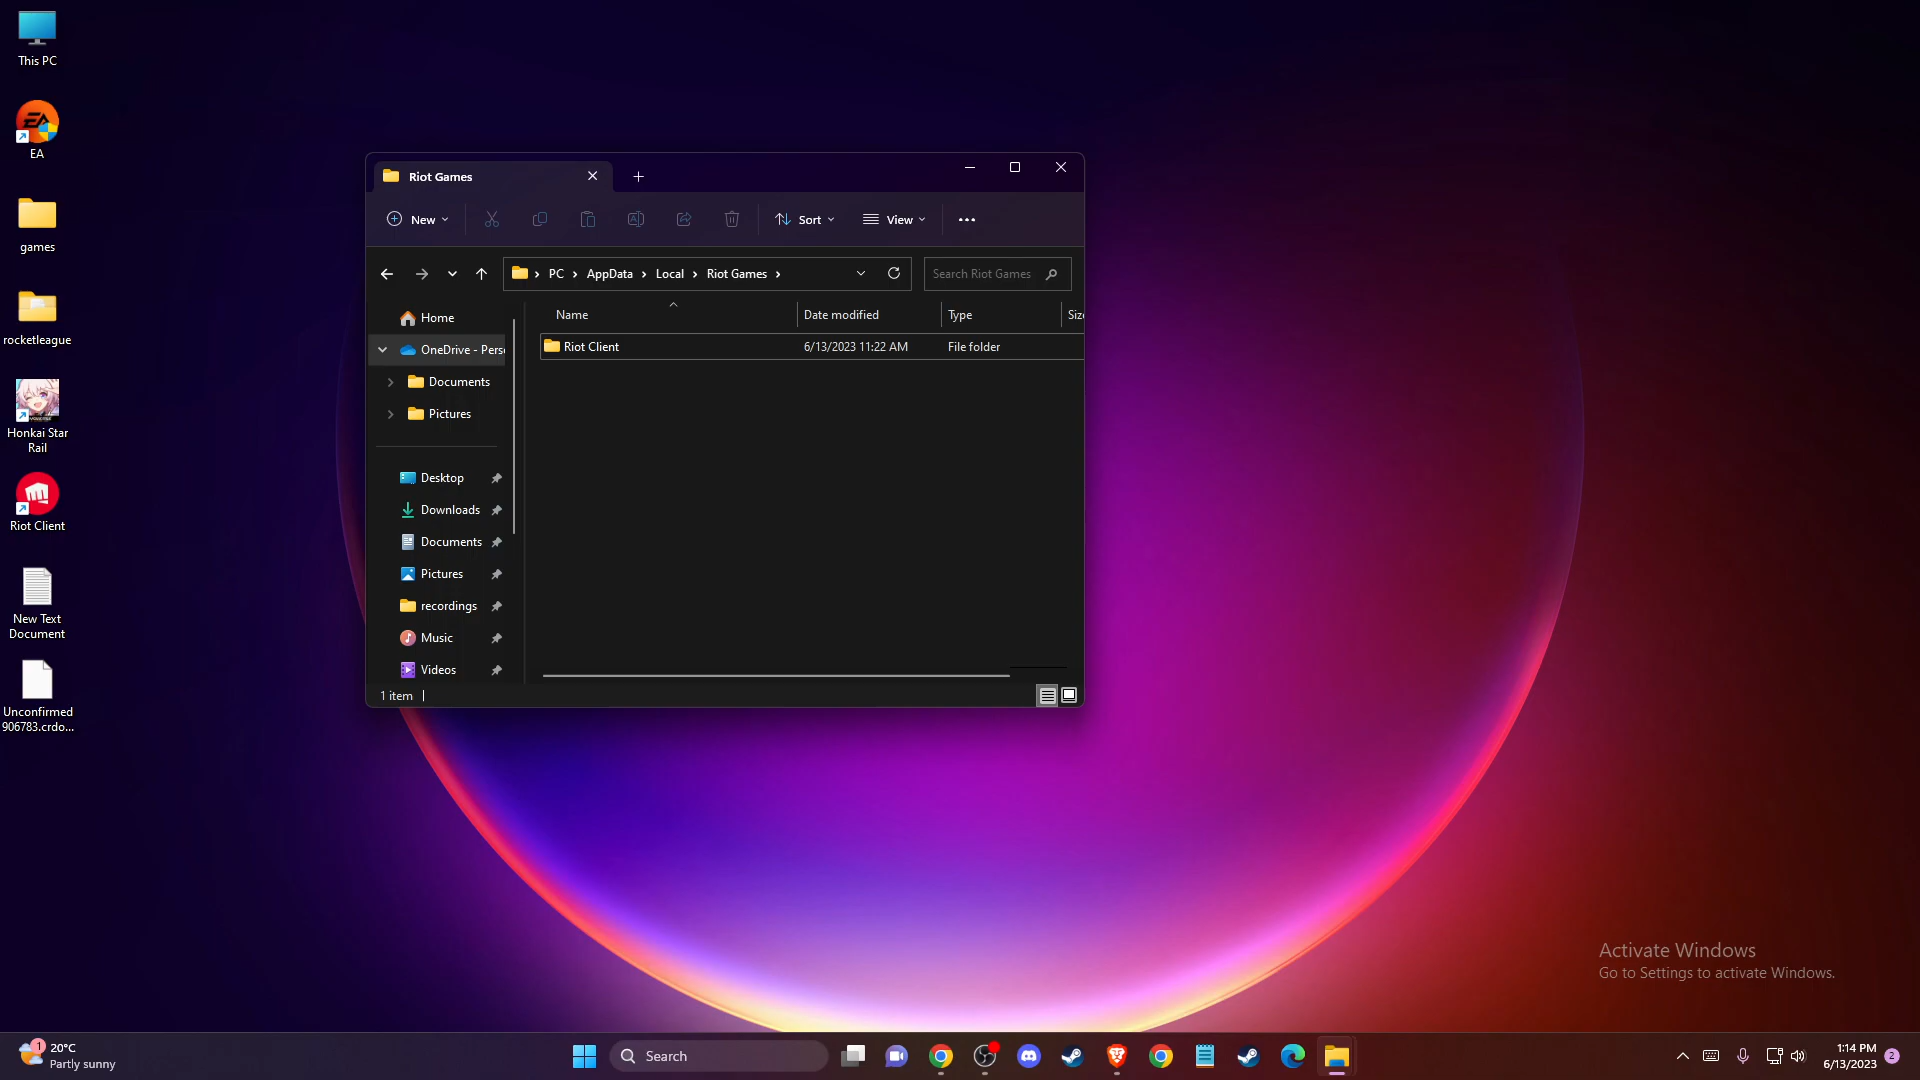 This PC
EA
games
rocketleague
Honkai Star
Rail
Riot Client
New Text
Document
Unconfirmed
906783.crdo...
Riot Games
New
Sort
View
PC
AppData
Local
Riot Games
Search Riot Games
Home
OneDrive - Pers
Documents
Pictures
Desktop
Downloads
Documents
Pictures
recordings
Music
Videos
Name
Date modified
Type
Siz
Riot Client
6/13/2023 11:22 AM
File folder
1 item
Activate Windows
Go to Settings to activate Windows.
1
20°C
Partly sunny
Search
1:14 PM
6/13/2023
2